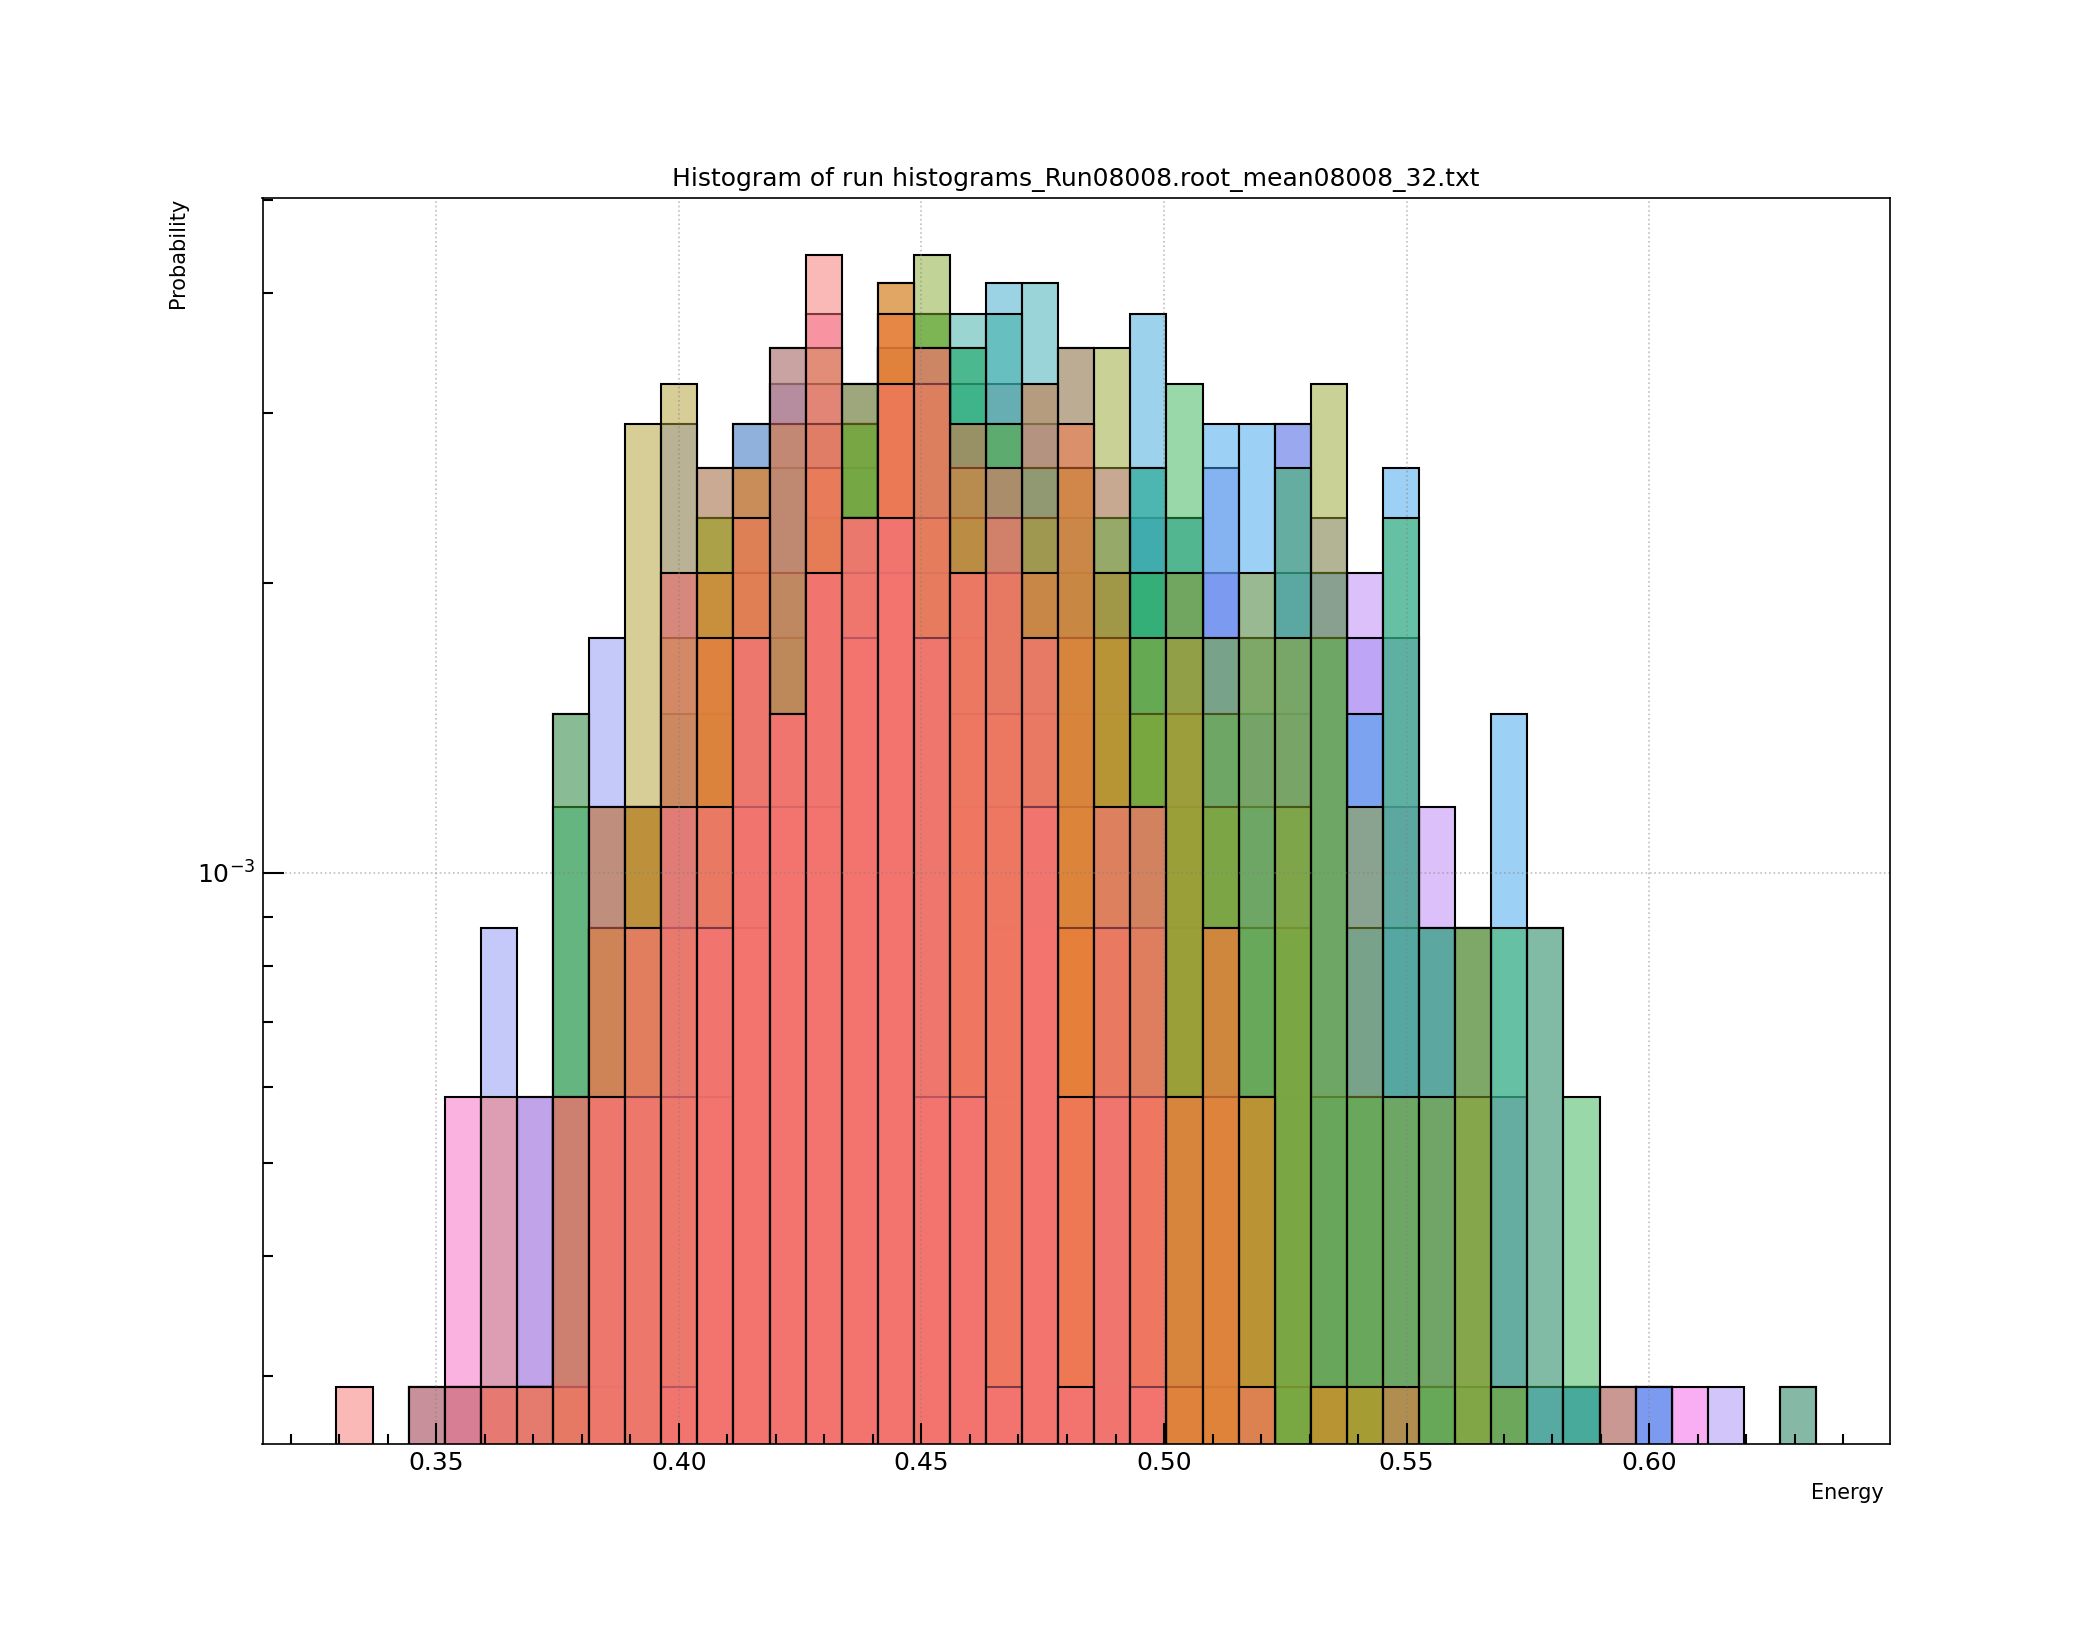 Histogram of run histograms_Run08008.root_mean08008_32.txt
Probability
10⁻³
0.35 0.40 0.45 0.50 0.55 0.60
Energy